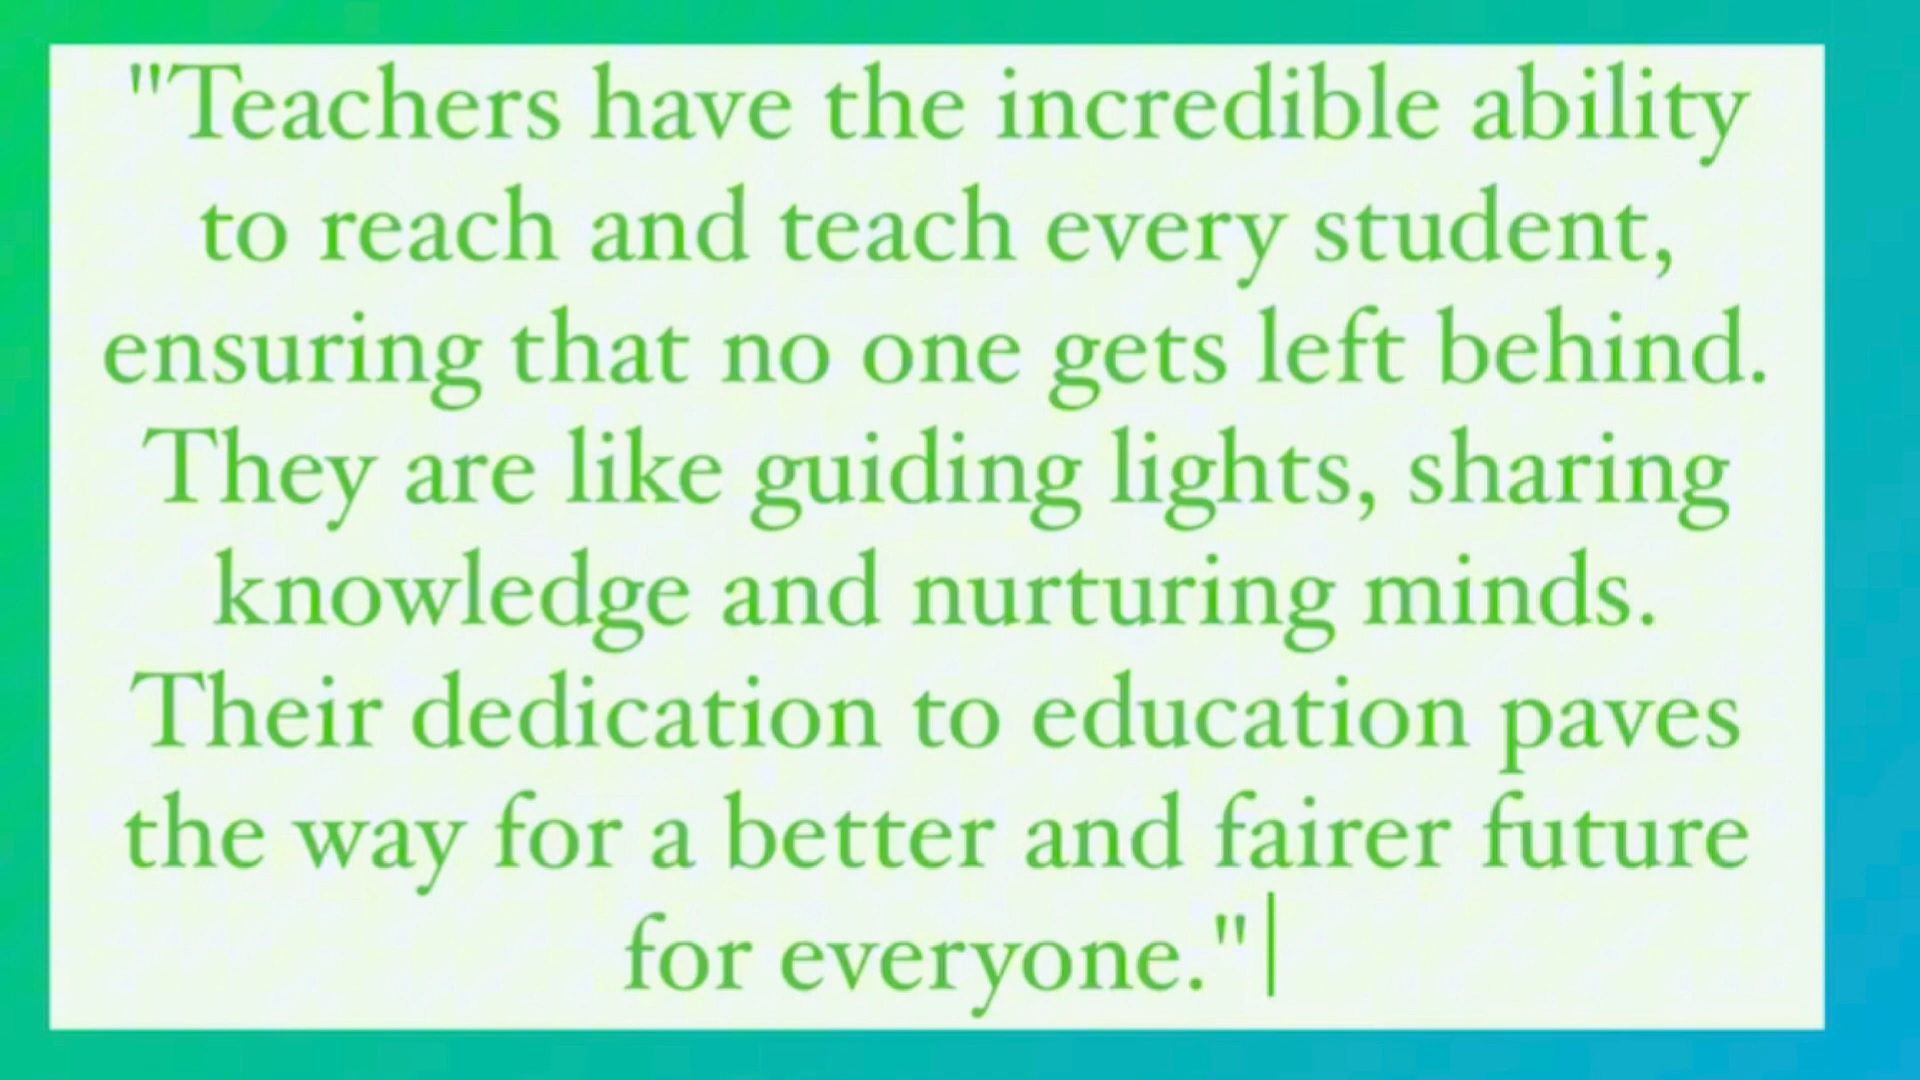 "Teachers have the incredible ability
to reach and teach every student,
ensuring that no one gets left behind.
They are like guiding lights, sharing
knowledge and nurturing minds.
Their dedication to education paves
the way for a better and fairer future
for everyone."